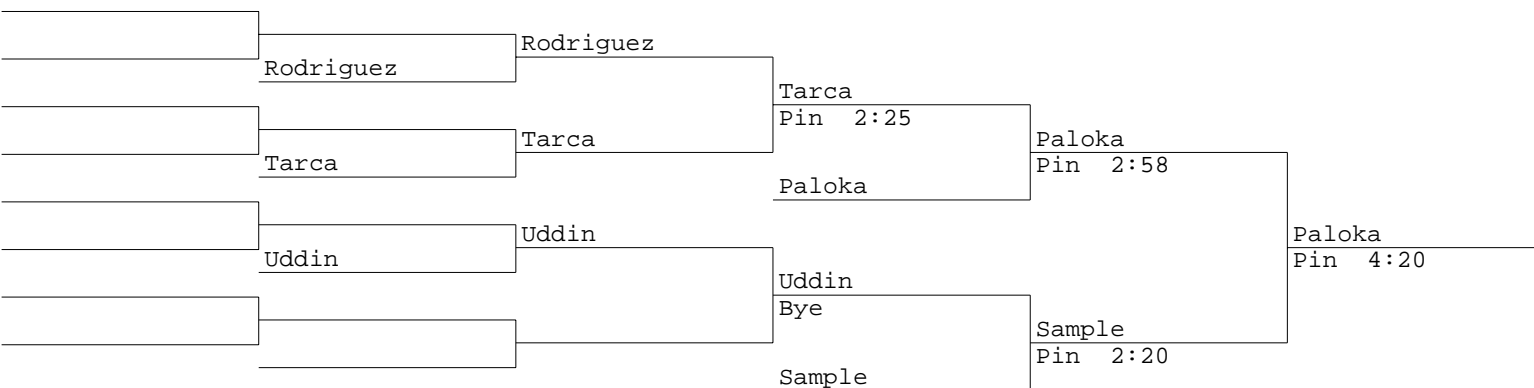 Rodriguez
Rodriguez
Tarca
Pin 2:25
Tarca
Paloka
Tarca
Pin 2:58
Paloka
Uddin
Paloka
Uddin
Pin 4:20
Uddin
Bye
Sample
Pin 2:20
Sample